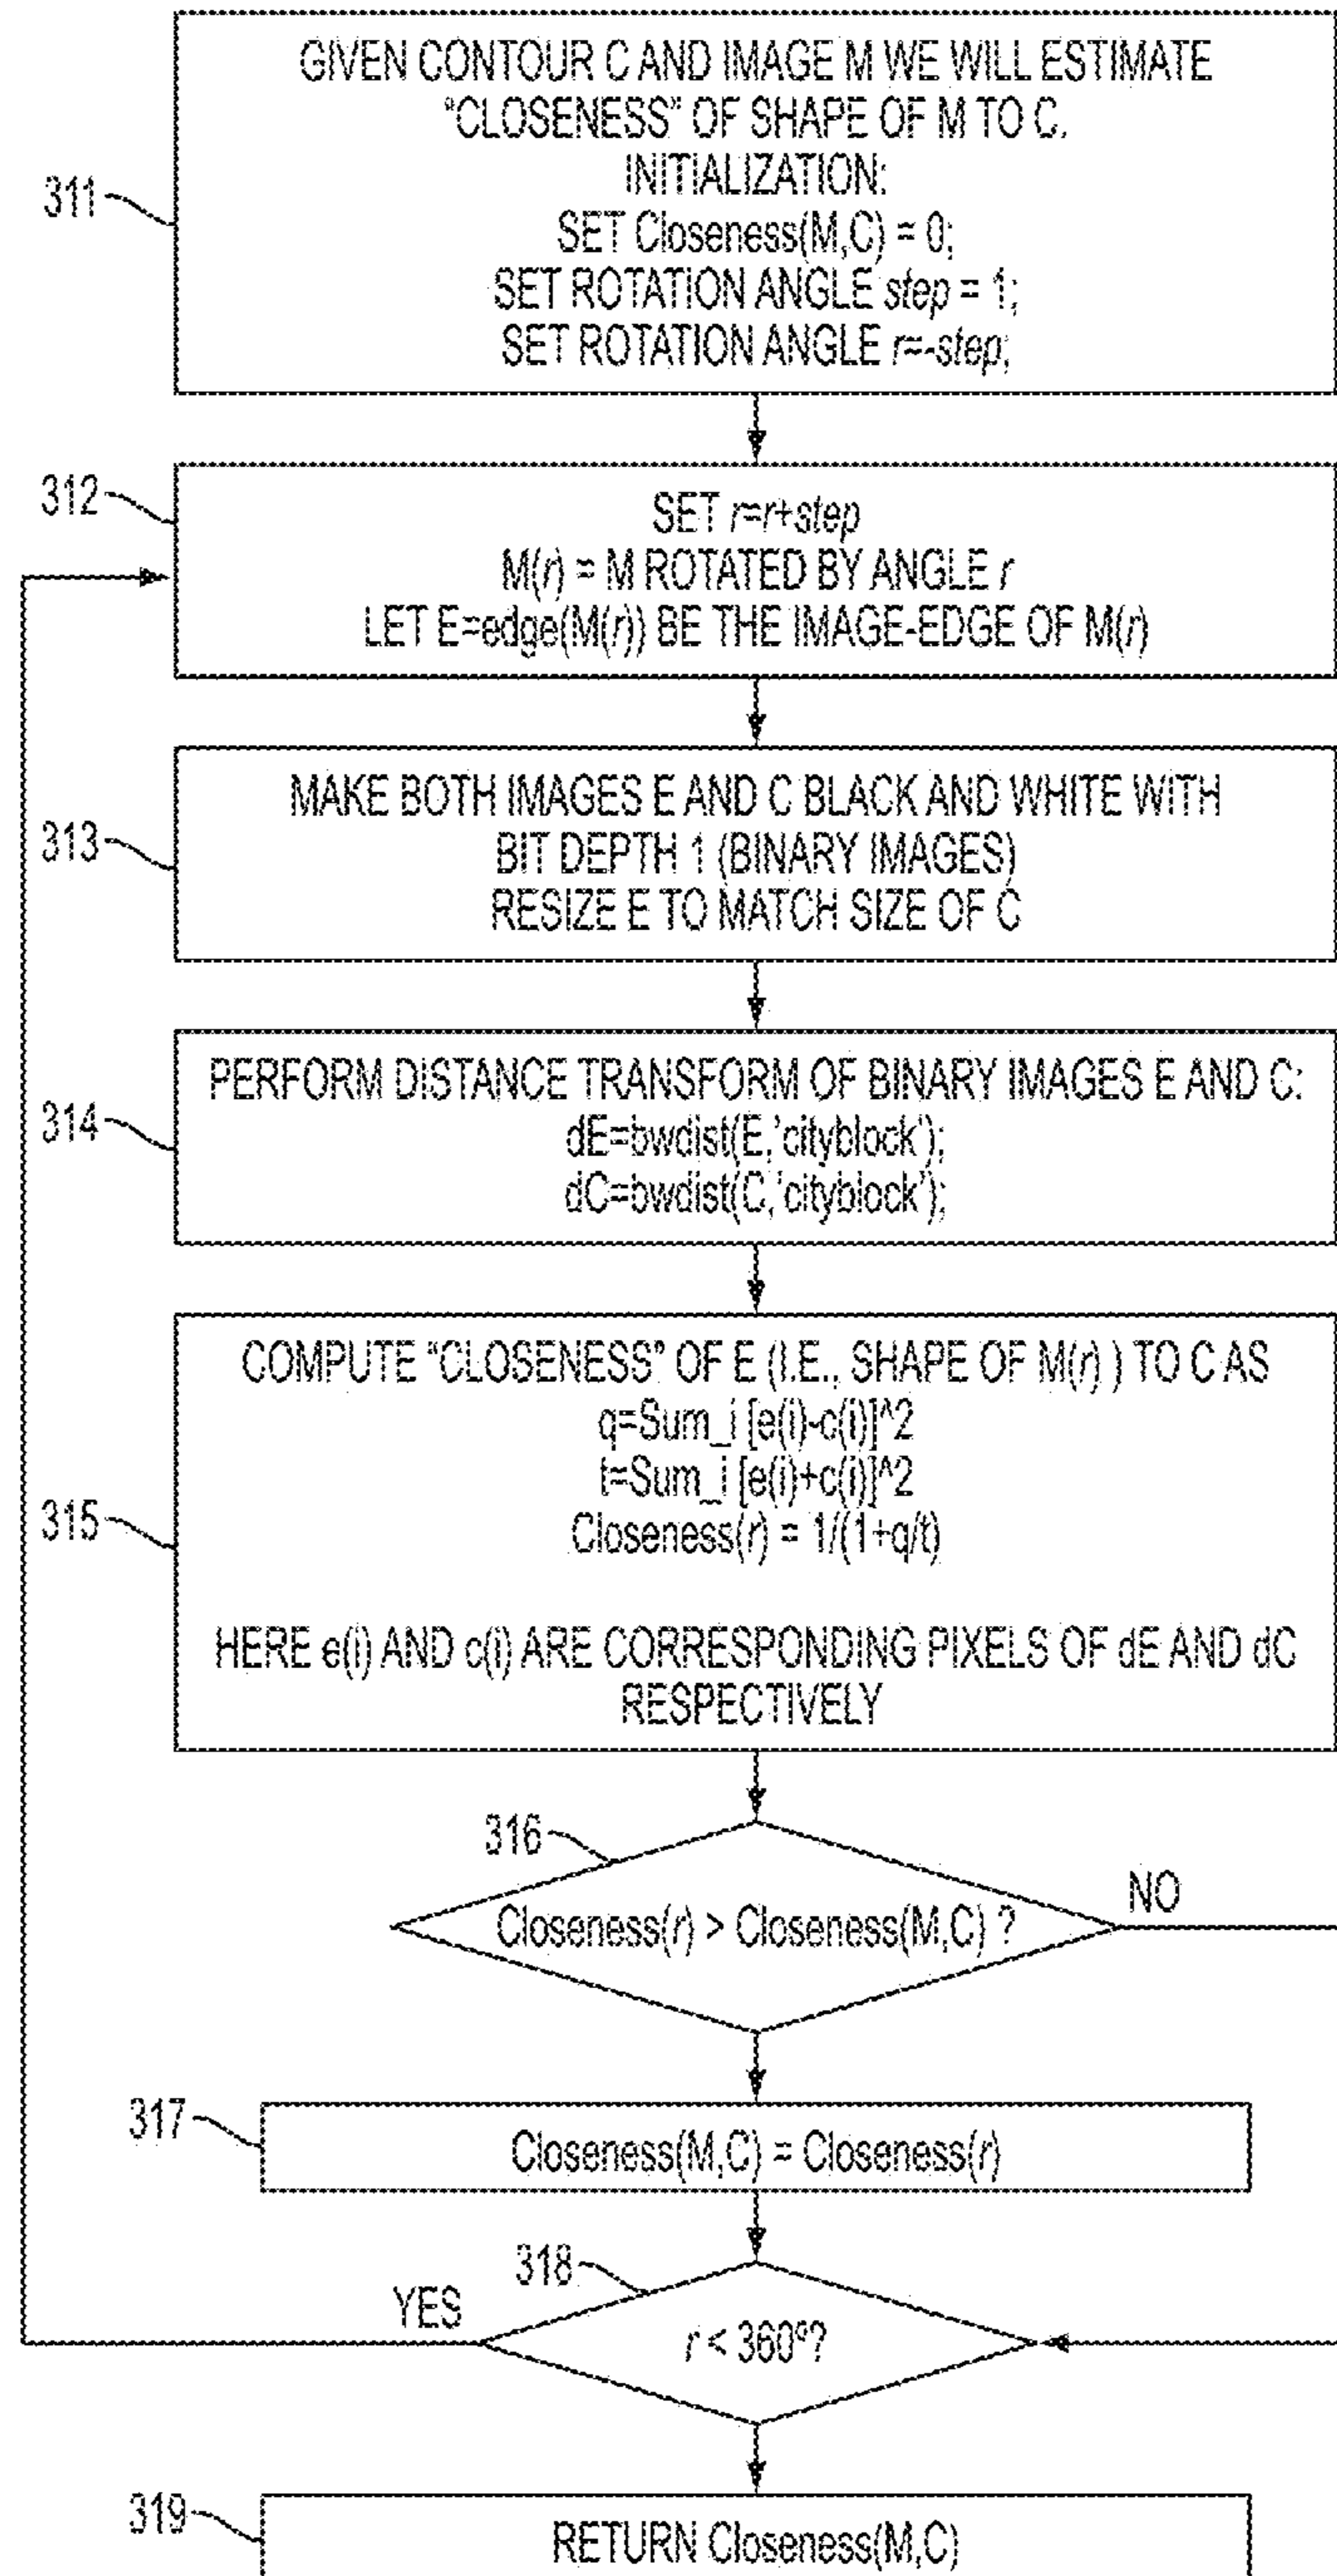 GIVEN CONTOUR C AND IMAGE M WE WILL ESTIMATE
"CLOSENESS" OF SHAPE OF M TO C.
INITIALIZATION:
SET Closeness(M,C) = 0;
SET ROTATION ANGLE step = 1;
SET ROTATION ANGLE r=-step;
311
312
SET r=r+step
M(r) = M ROTATED BY ANGLE r
LET E=edge(M(r)) BE THE IMAGE-EDGE OF M(r)
313
MAKE BOTH IMAGES E AND C BLACK AND WHITE WITH
BIT DEPTH 1 (BINARY IMAGES)
RESIZE E TO MATCH SIZE OF C
314
PERFORM DISTANCE TRANSFORM OF BINARY IMAGES E AND C:
dE=bwdist(E,'cityblock');
dC=bwdist(C,'cityblock');
315
COMPUTE "CLOSENESS" OF E (I.E., SHAPE OF M(r) ) TO C AS
q=Sum_i [e(i)-c(i)]^2
t=Sum_i [e(i)+c(i)]^2
Closeness(r) = 1/(1+q/t)
HERE e(i) AND c(i) ARE CORRESPONDING PIXELS OF dE AND dC
RESPECTIVELY
316
Closeness(r) > Closeness(M,C) ?
NO
317
Closeness(M,C) = Closeness(r)
318
YES
r < 360º?
319
RETURN Closeness(M,C)